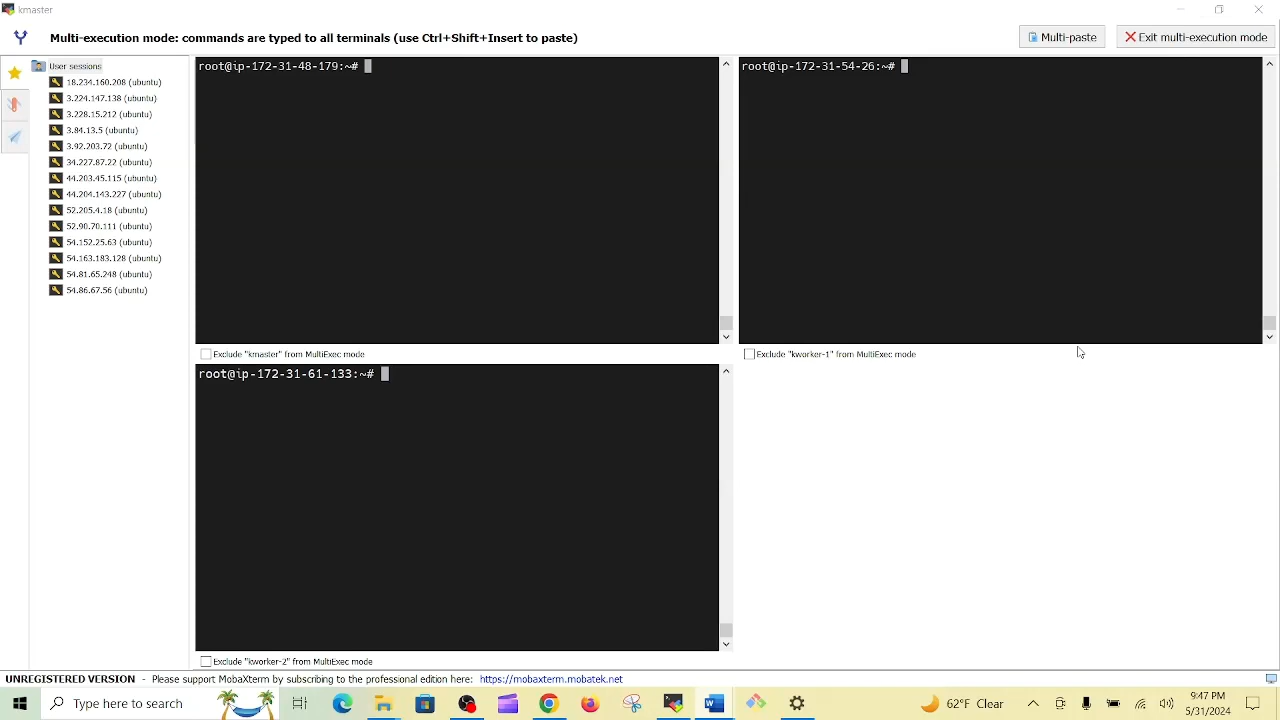 kmaster
Multi-execution mode: commands are typed to all terminals (use Ctrl+Shift+Insert to paste)
Multi-paste
Exit multi-execution mode
User sessions
18.234.160.208 (ubuntu)
3.224.147.138 (ubuntu)
3.228.15.212 (ubuntu)
3.84.13.5 (ubuntu)
3.92.203.72 (ubuntu)
34.227.87.22 (ubuntu)
44.203.45.115 (ubuntu)
44.204.143.227 (ubuntu)
52.205.4.18 (ubuntu)
52.90.70.111 (ubuntu)
54.152.25.63 (ubuntu)
54.163.183.128 (ubuntu)
54.81.65.248 (ubuntu)
54.86.67.56 (ubuntu)
root@ip-172-31-48-179:~#
Exclude "kmaster" from MultiExec mode
root@ip-172-31-54-26:~#
Exclude "kworker-1" from MultiExec mode
root@ip-172-31-61-133:~#
Exclude "kworker-2" from MultiExec mode
UNREGISTERED VERSION - Please support MobaXterm by subscribing to the professional edition here: https://mobaxterm.mobatek.net
Type here to search
62°F Clear
9:47 PM
5/31/2024